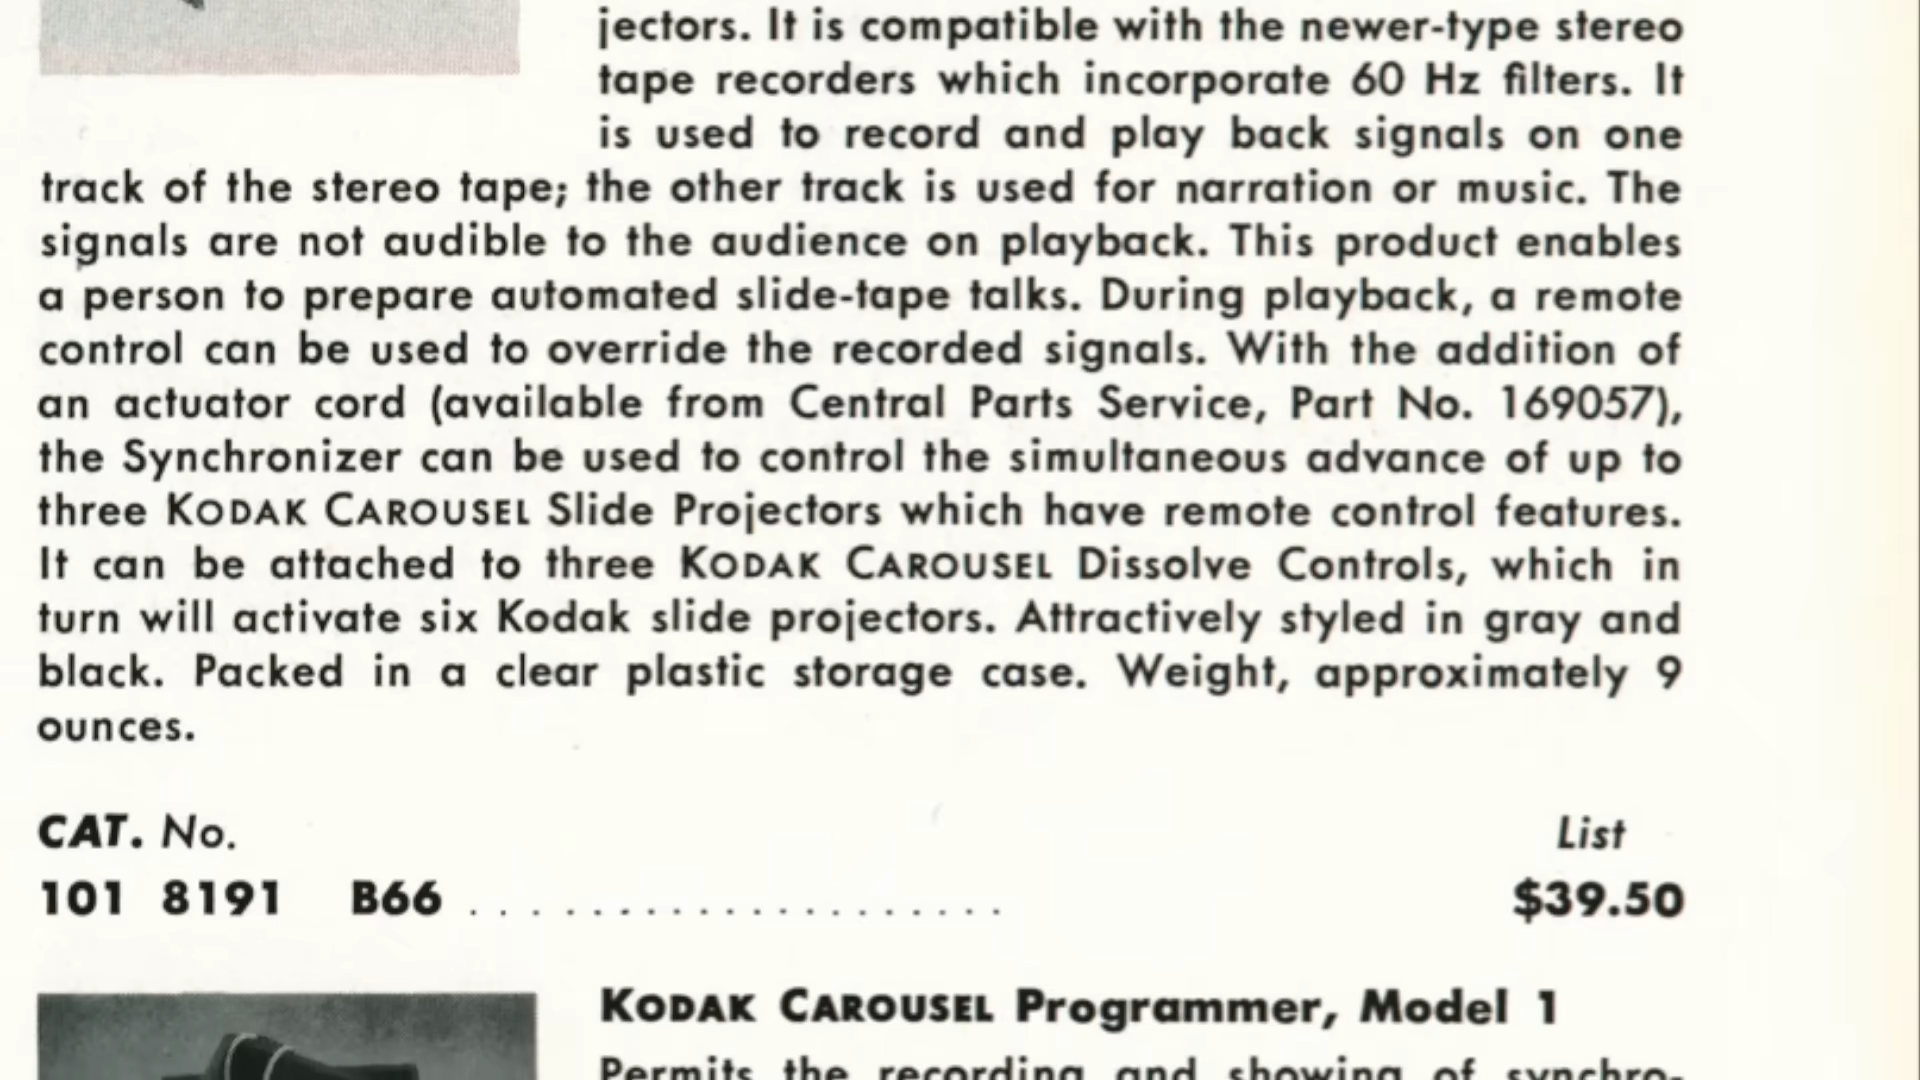 jectors. It is compatible with the newer-type stereo
tape recorders which incorporate 60 Hz filters. It
is used to record and play back signals on one
track of the stereo tape; the other track is used for narration or music. The
signals are not audible to the audience on playback. This product enables
a person to prepare automated slide-tape talks. During playback, a remote
control can be used to override the recorded signals. With the addition of
an actuator cord (available from Central Parts Service, Part No. 169057),
the Synchronizer can be used to control the simultaneous advance of up to
three KODAK CAROUSEL Slide Projectors which have remote control features.
It can be attached to three KODAK CAROUSEL Dissolve Controls, which in
turn will activate six Kodak slide projectors. Attractively styled in gray and
black. Packed in a clear plastic storage case. Weight, approximately 9
ounces.
CAT. No. List
101 8191 B66 . . . . . . . . . . . . . . . . . . . . $39.50
KODAK CAROUSEL Programmer, Model 1
Permits the recording and showing of synchro-